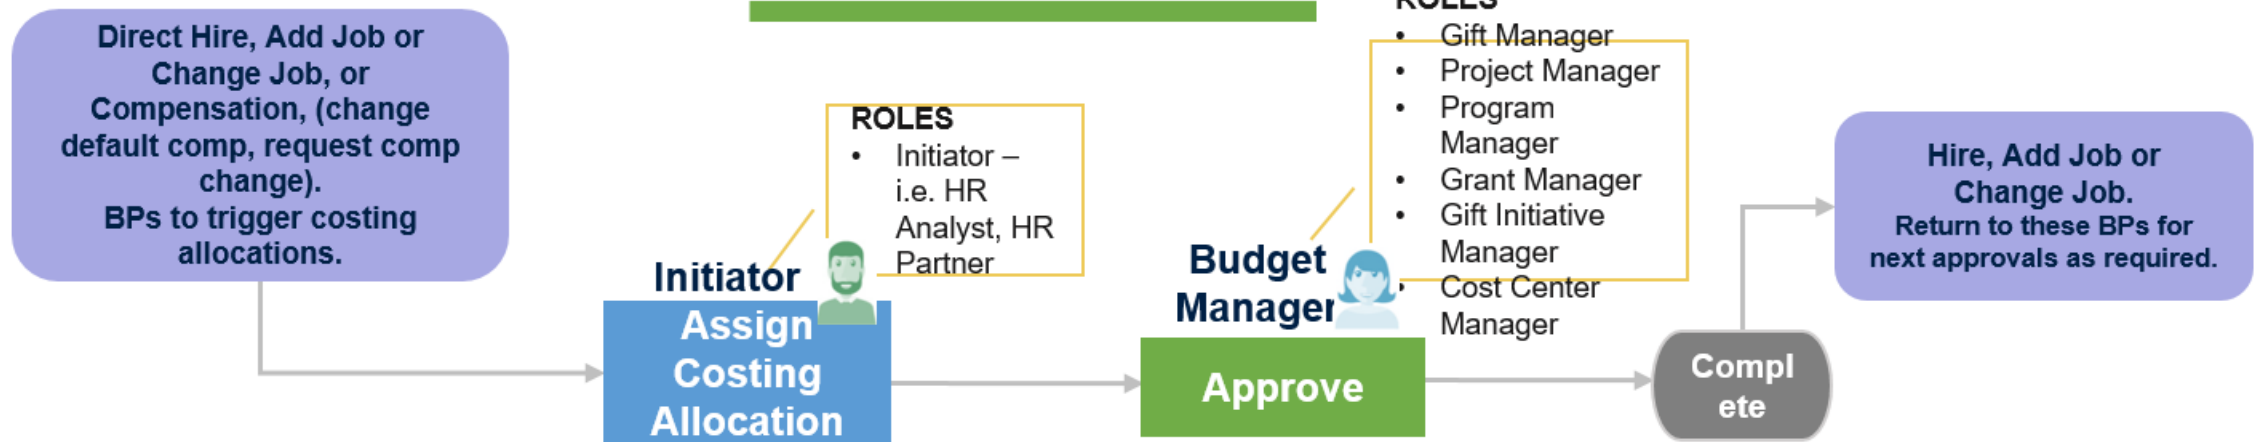 Direct Hire, Add Job or
Change Job, or
Compensation, (change
default comp, request comp
change).
BPs to trigger costing
allocations.
ROLES
• Initiator –
i.e. HR
Analyst, HR
Partner
Initiator
Assign
Costing
Allocation
ROLES
• Gift Manager
• Project Manager
• Program
Manager
• Grant Manager
• Gift Initiative
Manager
• Cost Center
Manager
Budget
Manager
Approve
Compl
ete
Hire, Add Job or
Change Job.
Return to these BPs for
next approvals as required.